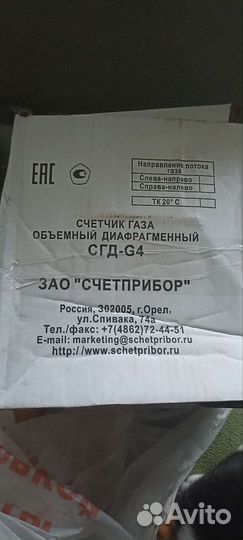 Направление потока
газа
Слева-направо
Справа-налево
ТК 20° С
ЕАС
СЧЕТЧИК ГАЗА
ОБЪЕМНЫЙ ДИАФРАГМЕННЫЙ
СГД-G4
ЗАО "СЧЕТПРИБОР"
Россия, 302005, г.Орел,
ул.Спивака, 74а
Тел./факс: +7(4862)72-44-51
E-mail: marketing@schetpribor.ru
http://www.schetpribor.ru
Avito